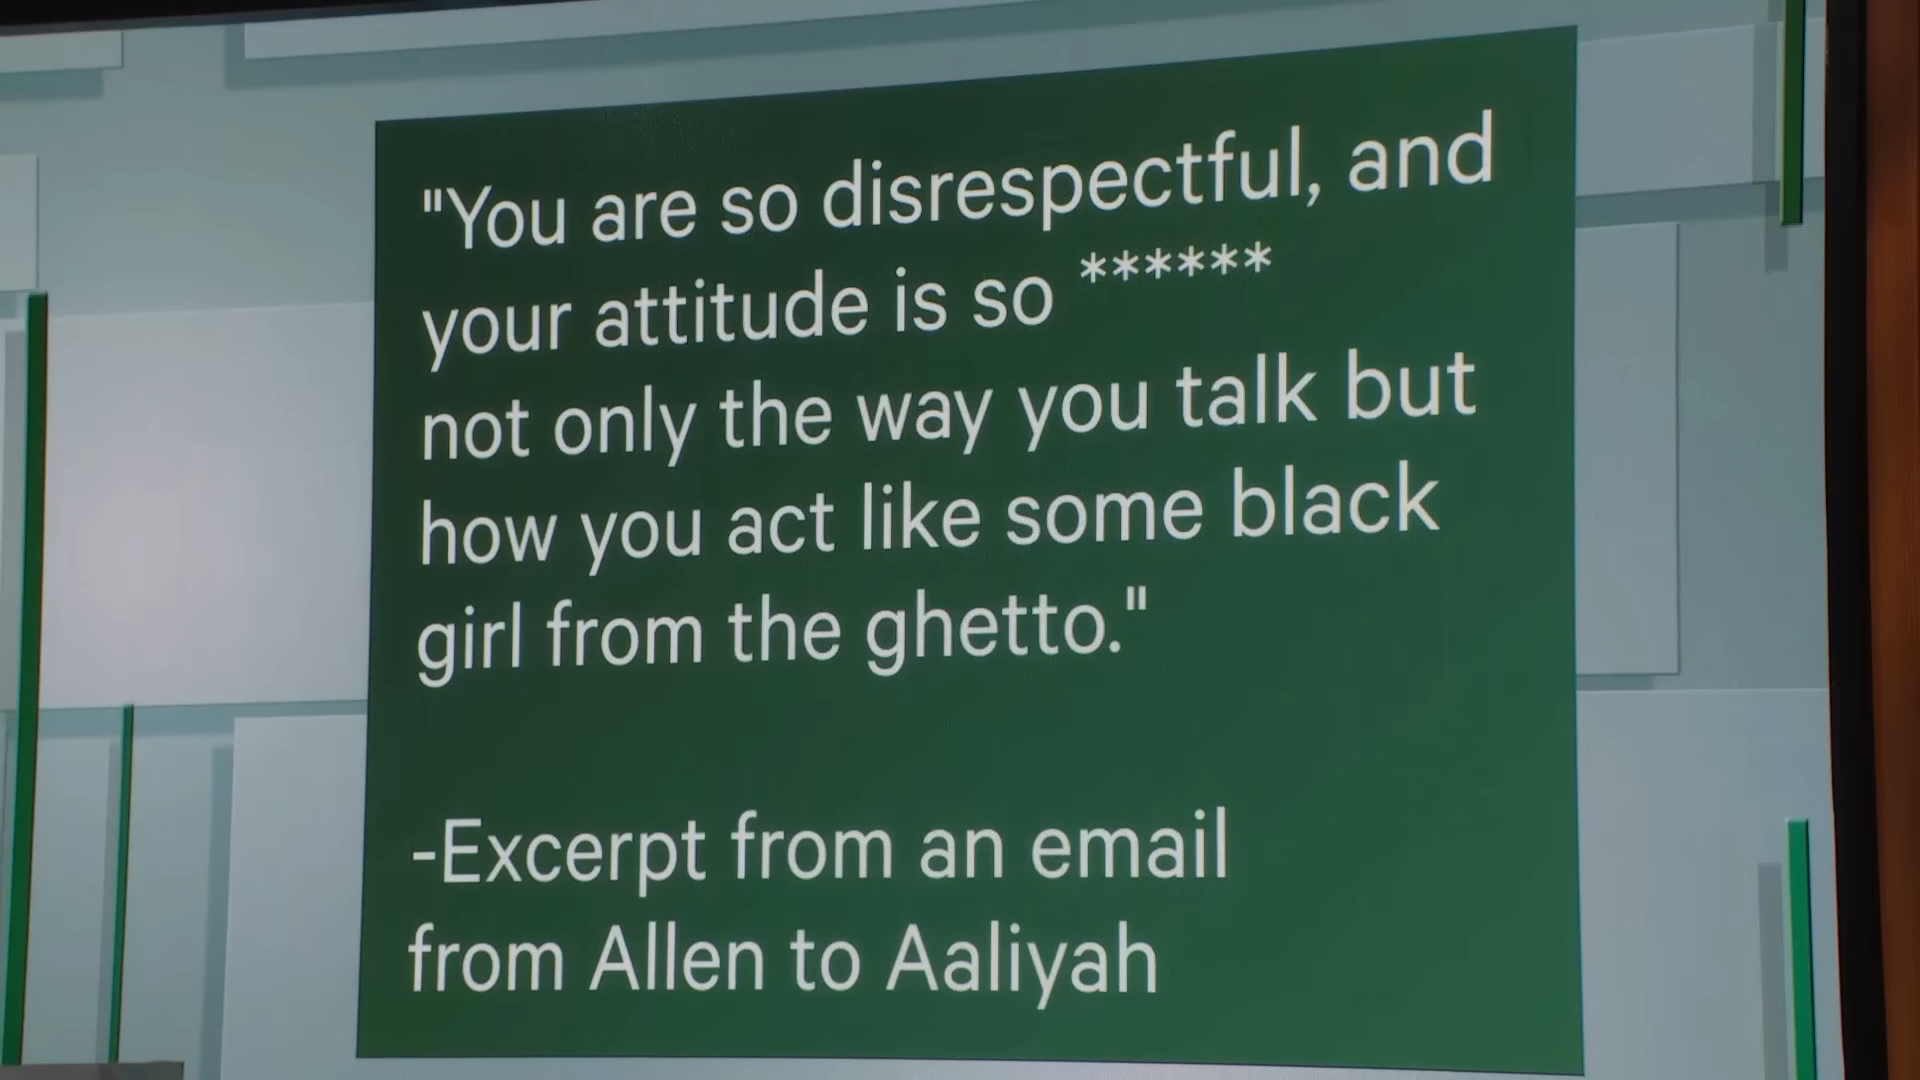 "You are so disrespectful, and
your attitude is so ******
not only the way you talk but
how you act like some black
girl from the ghetto."
-Excerpt from an email
from Allen to Aaliyah